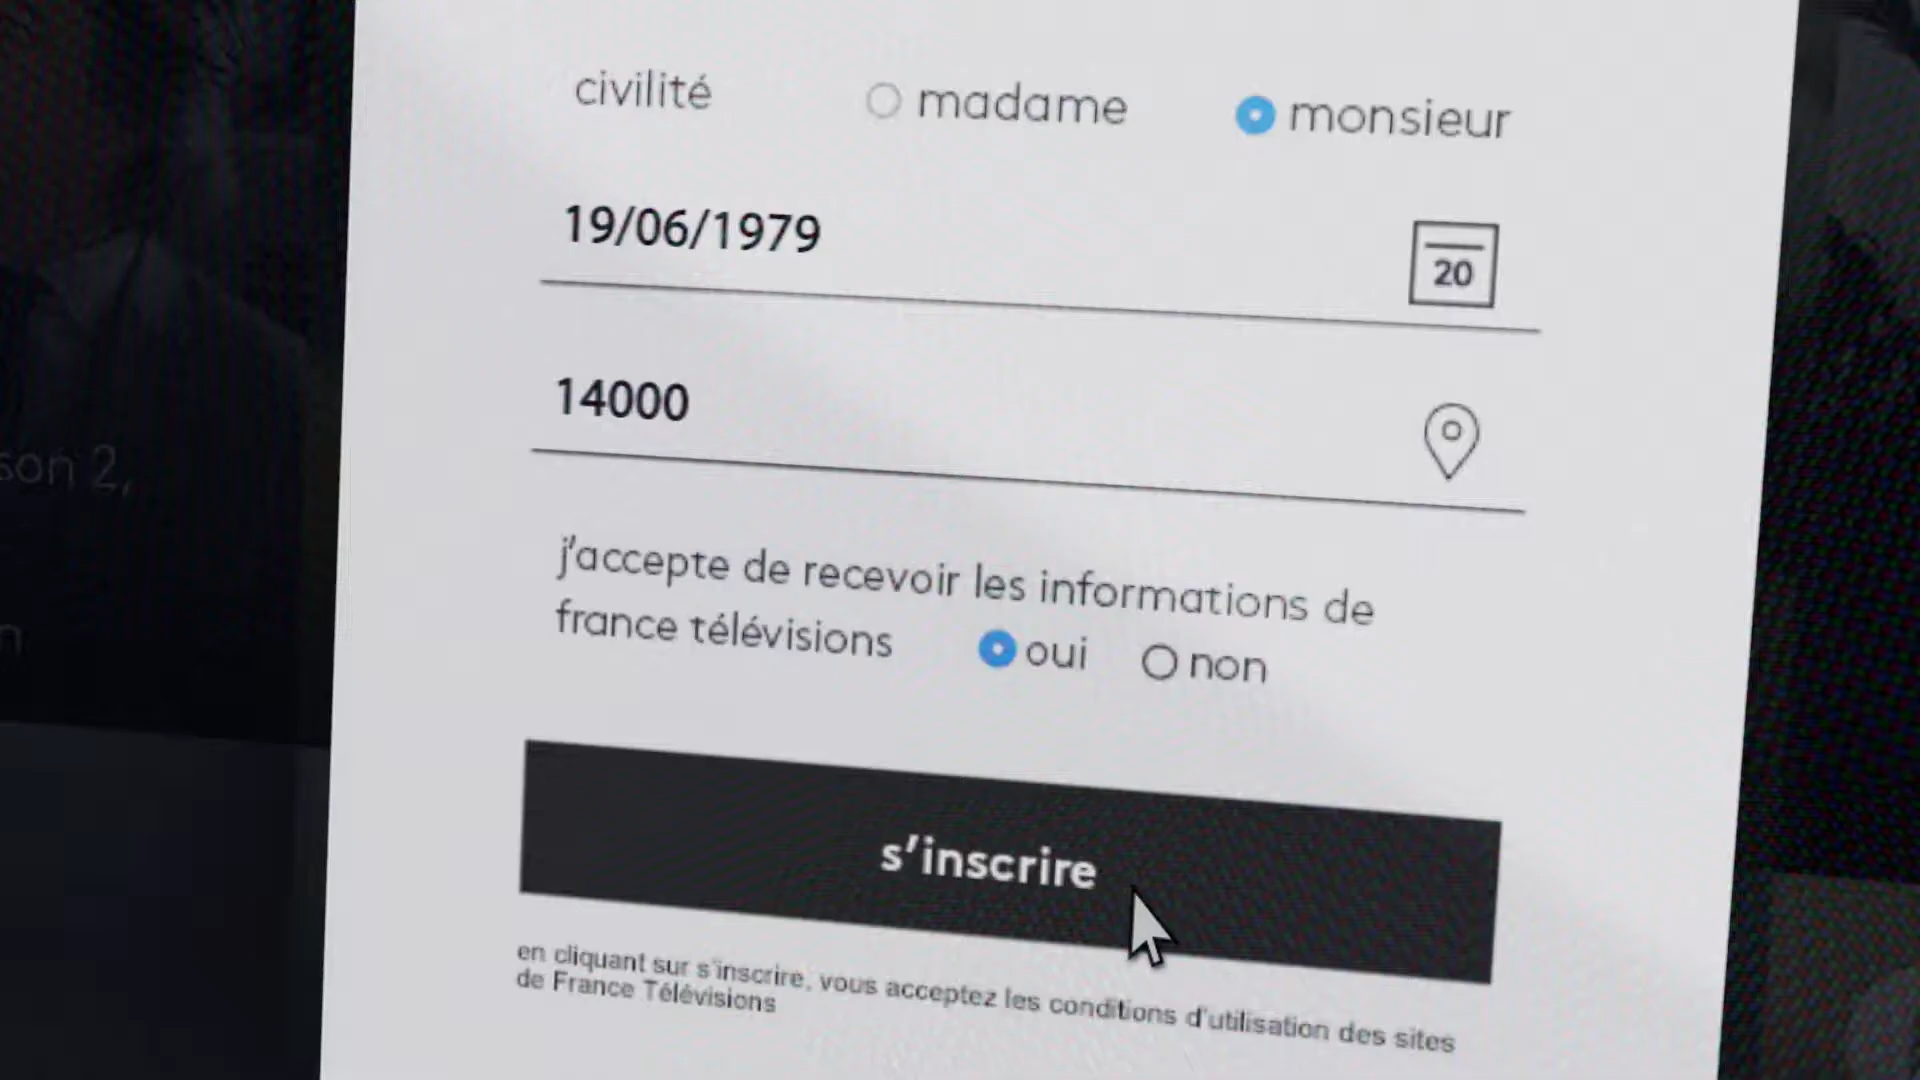 civilité madame monsieur
19/06/1979
20
14000
son 2,
j'accepte de recevoir les informations de
france télévisions oui non
n
s'inscrire
en cliquant sur s'inscrire, vous acceptez les conditions d'utilisation des sites
de France Télévisions